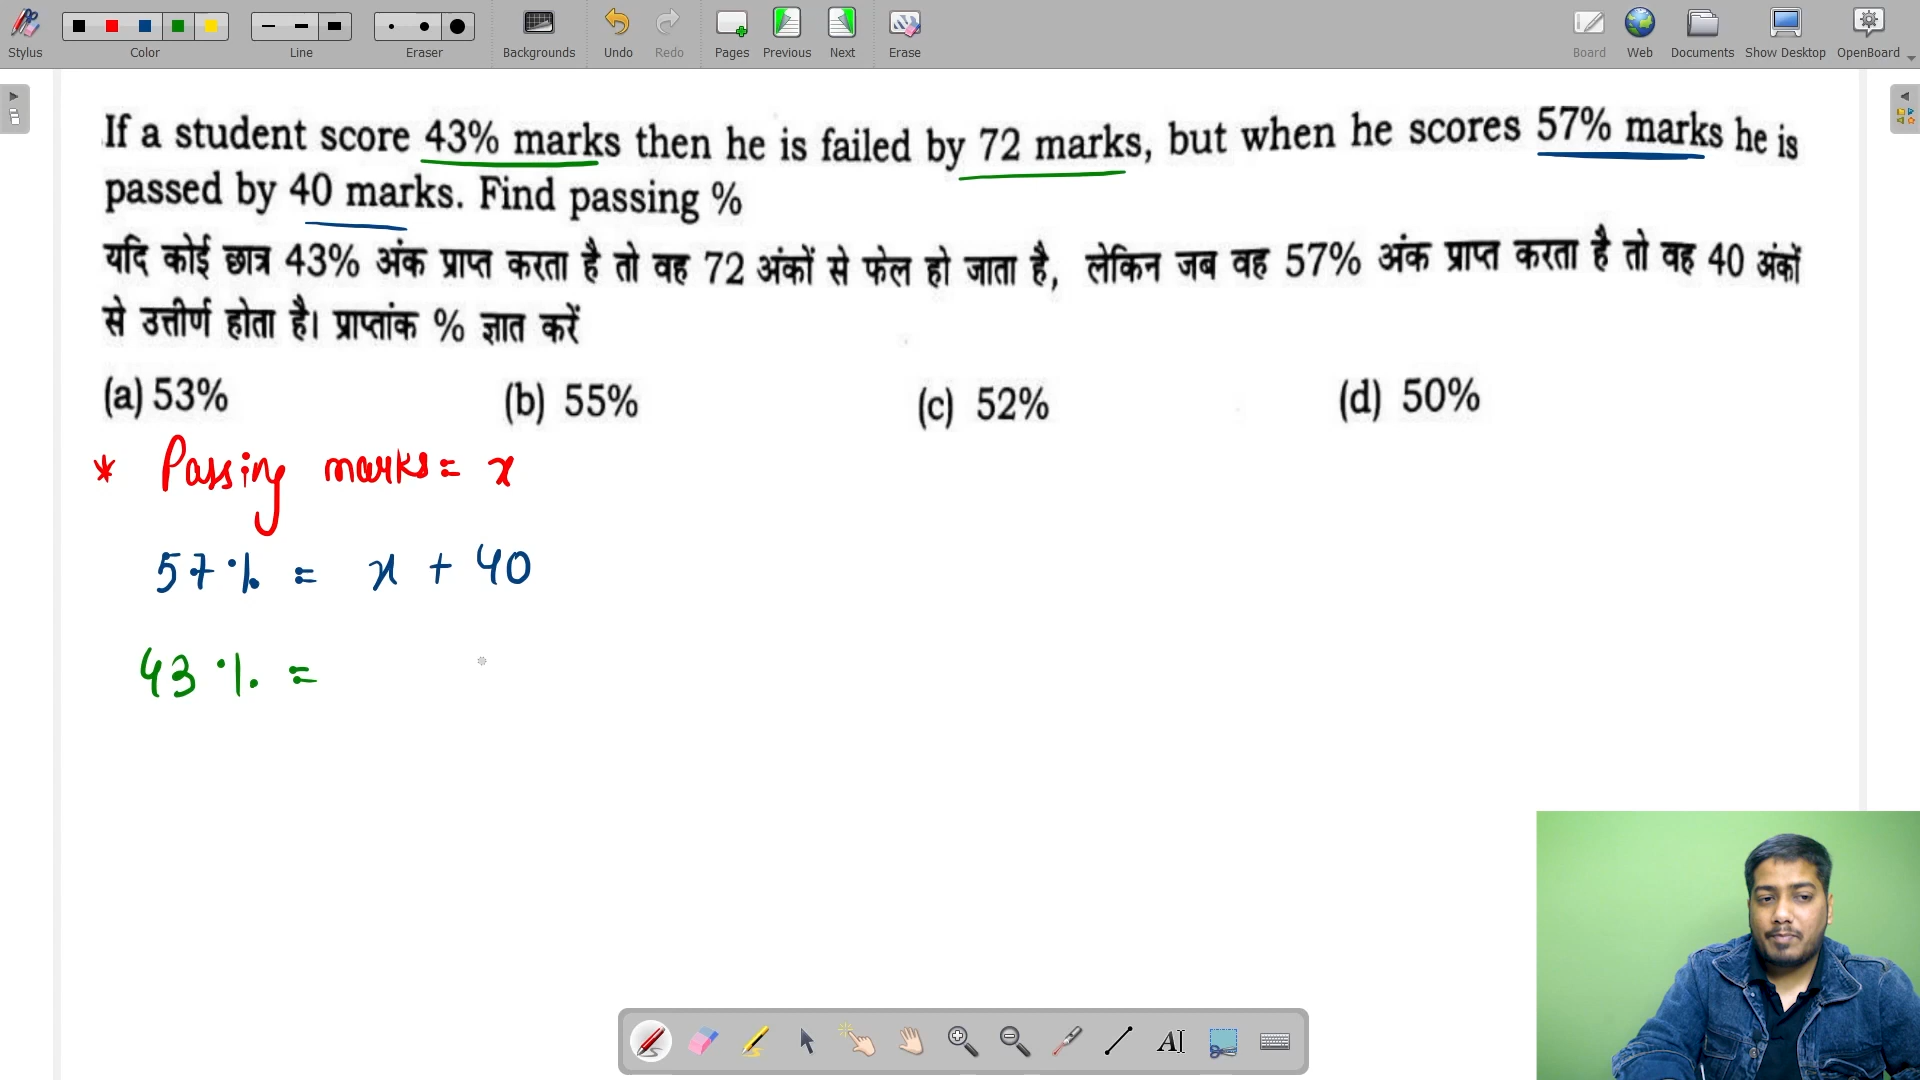 Stylus Color Line Eraser Backgrounds Undo Redo Pages Previous Next Erase Board Web Documents Show Desktop OpenBoard
If a student score 43% marks then he is failed by 72 marks, but when he scores 57% marks he is
passed by 40 marks. Find passing %
यदि कोई छात्र 43% अंक प्राप्त करता है तो वह 72 अंकों से फेल हो जाता है, लेकिन जब वह 57% अंक प्राप्त करता है तो वह 40 अंकों
से उत्तीर्ण होता है। प्राप्तांक % ज्ञात करें
(a) 53% (b) 55% (c) 52% (d) 50%
* Passing marks = x
57% = x + 40
43% =